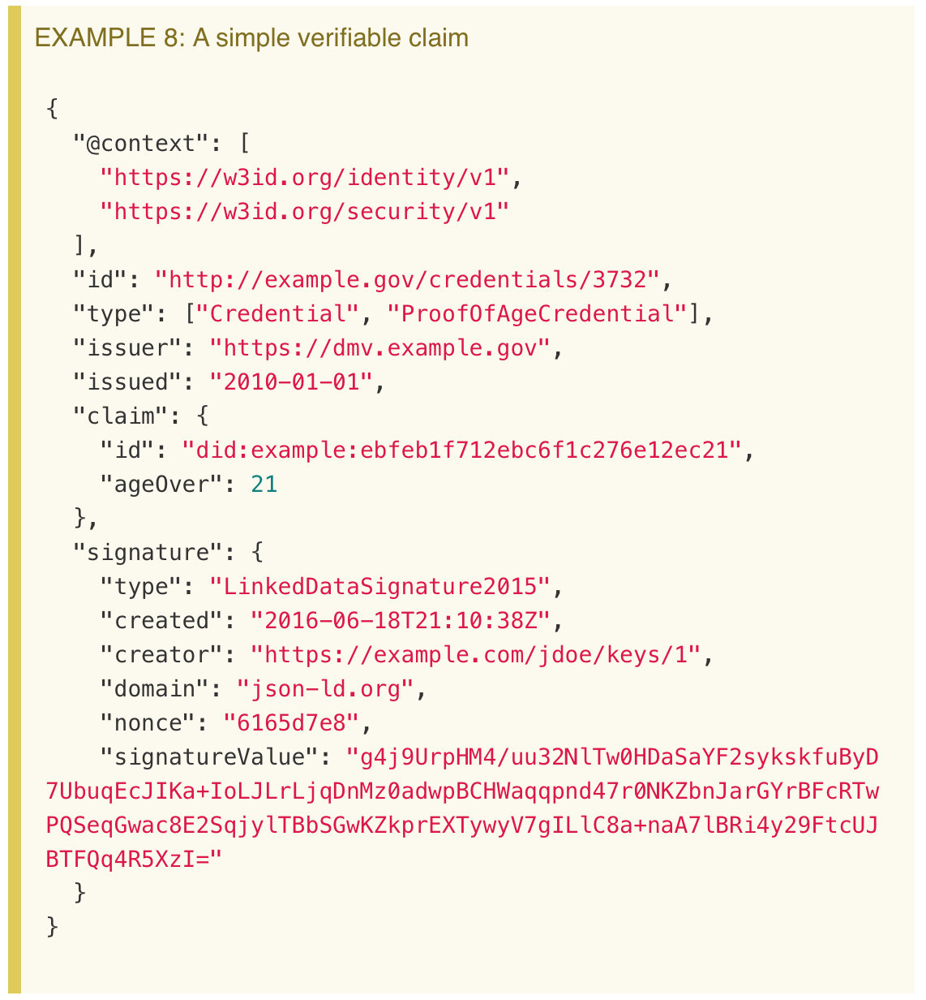 EXAMPLE 8: A simple verifiable claim
{
  "@context": [
    "https://w3id.org/identity/v1",
    "https://w3id.org/security/v1"
  ],
  "id": "http://example.gov/credentials/3732",
  "type": ["Credential", "ProofOfAgeCredential"],
  "issuer": "https://dmv.example.gov",
  "issued": "2010-01-01",
  "claim": {
    "id": "did:example:ebfeb1f712ebc6f1c276e12ec21",
    "ageOver": 21
  },
  "signature": {
    "type": "LinkedDataSignature2015",
    "created": "2016-06-18T21:10:38Z",
    "creator": "https://example.com/jdoe/keys/1",
    "domain": "json-ld.org",
    "nonce": "6165d7e8",
    "signatureValue": "g4j9UrpHM4/uu32NlTw0HDaSaYF2sykskfuByD
7UbuqEcJIKa+IoLJLrLjqDnMz0adwpBCHWaqqpnd47r0NKZbnJarGYrBFcRTw
PQSeqGwac8E2SqjylTBbSGwKZkprEXTywyV7gILlC8a+naA7lBRi4y29FtcUJ
BTFQq4R5XzI="
  }
}